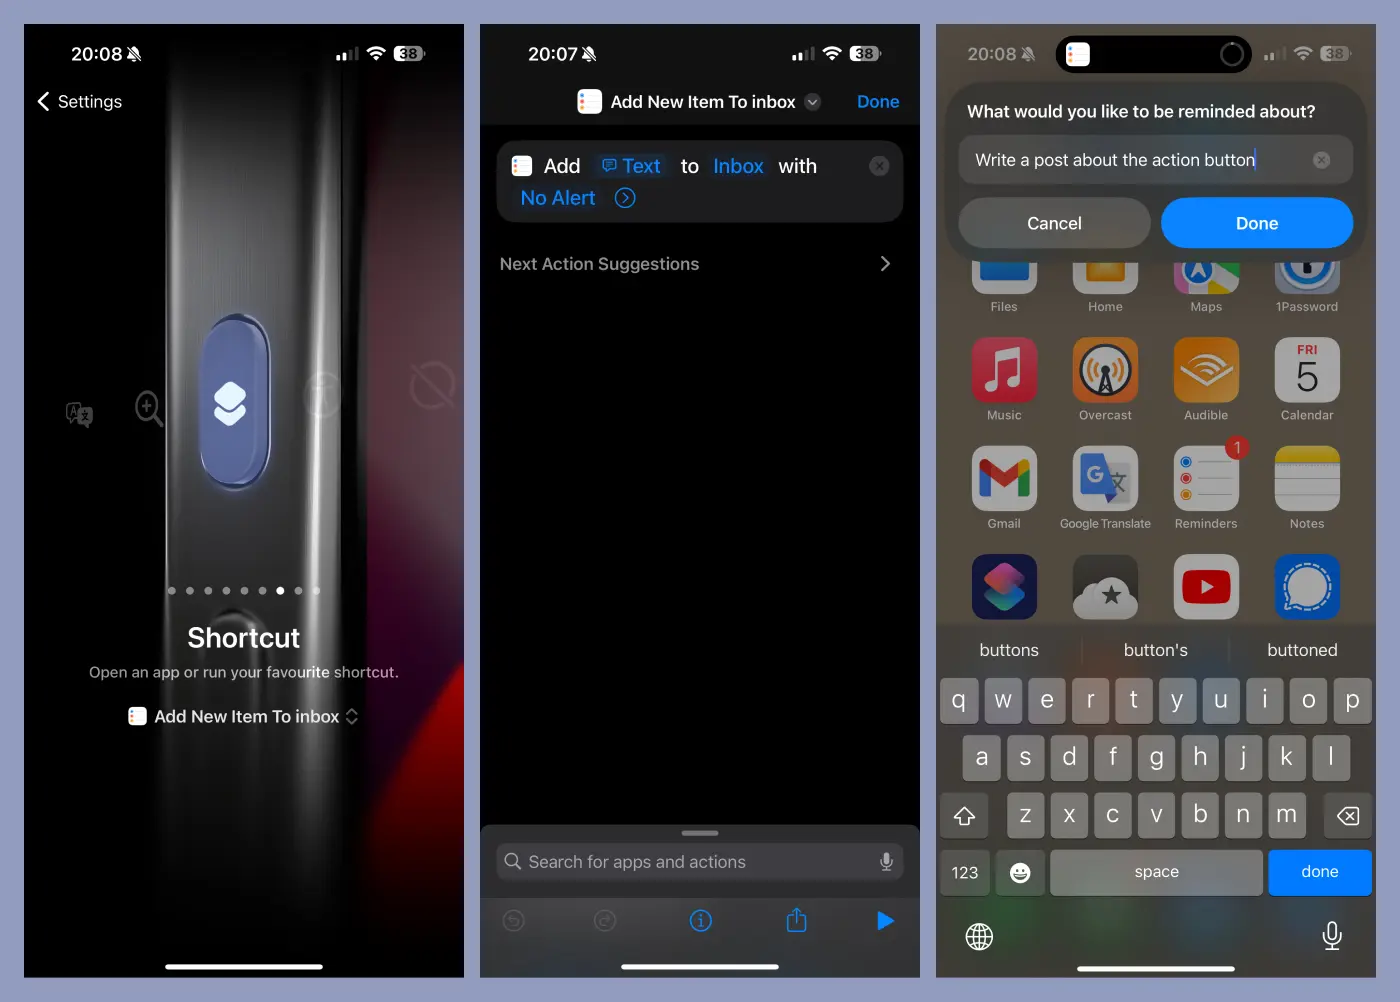 20:08
38
Settings
Shortcut
Open an app or run your favourite shortcut.
Add New Item To inbox
20:07
38
Add New Item To inbox
Done
Add Text to Inbox with
No Alert
Next Action Suggestions
Search for apps and actions
20:08
38
What would you like to be reminded about?
Write a post about the action button
Cancel
Done
Files
Home
Maps
1Password
Music
Overcast
Audible
FRI
5
Calendar
1
Gmail
Google Translate
Reminders
Notes
buttons
button's
buttoned
q w e r t y u i o p
a s d f g h j k l
z x c v b n m
123
space
done